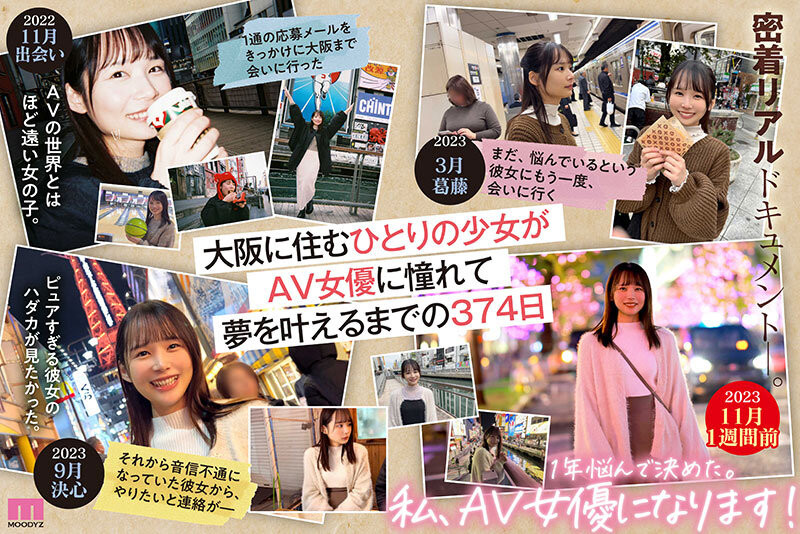 2022
11月
出会い
、AVの世界とは
ほど遠い女の子。
1通の応募メールを
きっかけに大阪まで
会いに行った
2023
3月
葛藤
まだ、悩んでいるという
彼女にもう一度、
会いに行く
密着リアルドキュメント―。
大阪に住むひとりの少女が
AV女優に憧れて
夢を叶えるまでの374日
ピュアすぎる彼女の
ハダカが見たかった。
2023
9月
決心
それから音信不通に
なっていた彼女から、
やりたいと連絡が―
2023
11月
1週間前
1年悩んで決めた。
私、AV女優になります!
MOODYZ